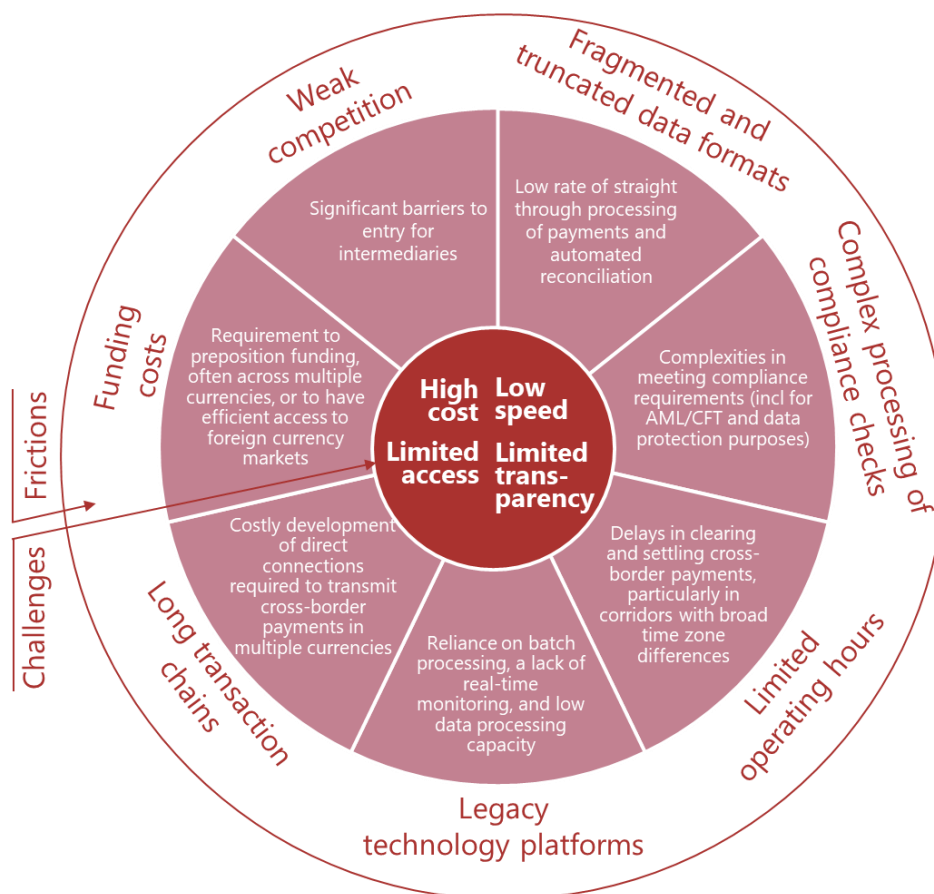 Weak
competition
Fragmented and
truncated data formats
Complex processing of
compliance checks
Limited
operating hours
Legacy
technology platforms
Long transaction
chains
Funding
costs
Significant barriers to
entry for
intermediaries
Low rate of straight
through processing
of payments and
automated
reconciliation
Complexities in
meeting compliance
requirements (incl for
AML/CFT and data
protection purposes)
Delays in clearing
and settling cross-
border payments,
particularly in
corridors with broad
time zone
differences
Reliance on batch
processing, a lack of
real-time
monitoring, and low
data processing
capacity
Costly development
of direct
connections
required to transmit
cross-border
payments in
multiple currencies
Requirement to
preposition funding,
often across multiple
currencies, or to have
efficient access to
foreign currency
markets
High
cost
Low
speed
Limited
access
Limited
trans-
parency
Frictions
Challenges